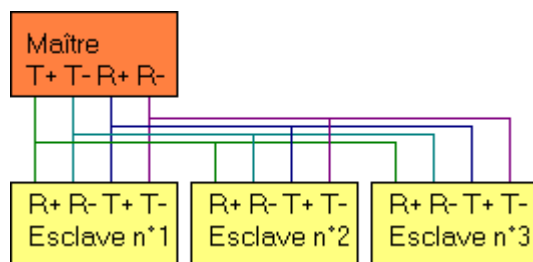 Maître
T+ T- R+ R-
R+ R- T+ T-
Esclave n°1
R+ R- T+ T-
Esclave n°2
R+ R- T+ T-
Esclave n°3